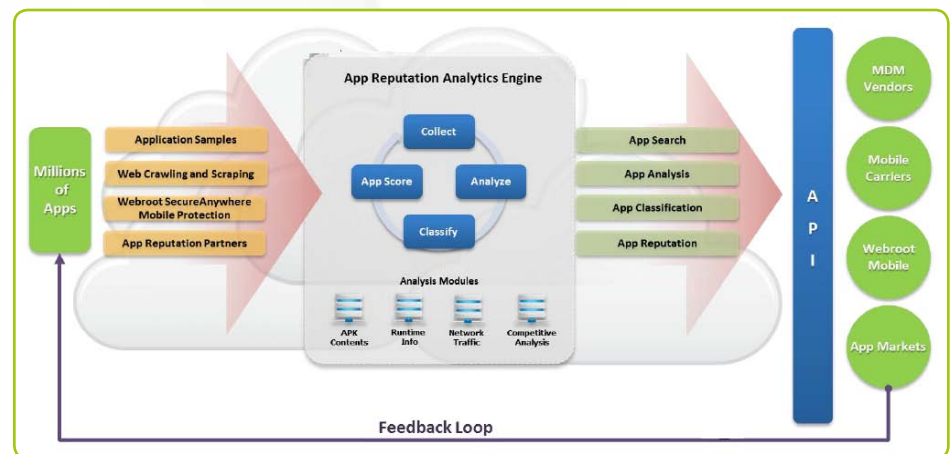 App Reputation Analytics Engine
Millions
of
Apps
Application Samples
Web Crawling and Scraping
Webroot SecureAnywhere
Mobile Protection
App Reputation Partners
Collect
App Score
Analyze
Classify
Analysis Modules
APK
Contents
Runtime
Info
Network
Traffic
Competitive
Analysis
App Search
App Analysis
App Classification
App Reputation
A
P
I
MDM
Vendors
Mobile
Carriers
Webroot
Mobile
App Markets
Feedback Loop